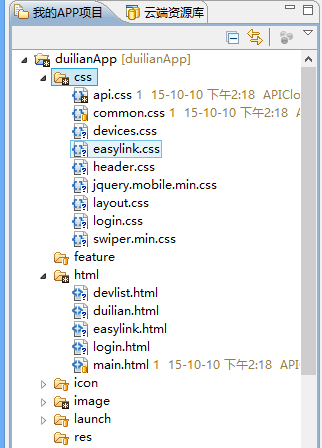 我的APP项目 云端资源库
duilianApp [duilianApp]
css
api.css 1 15-10-10 下午2:18 APIClo
common.css 1 15-10-10 下午2:18 A
devices.css
easylink.css
header.css
jquery.mobile.min.css
layout.css
login.css
swiper.min.css
feature
html
devlist.html
duilian.html
easylink.html
login.html
main.html 1 15-10-10 下午2:18 API
icon
image
launch
res